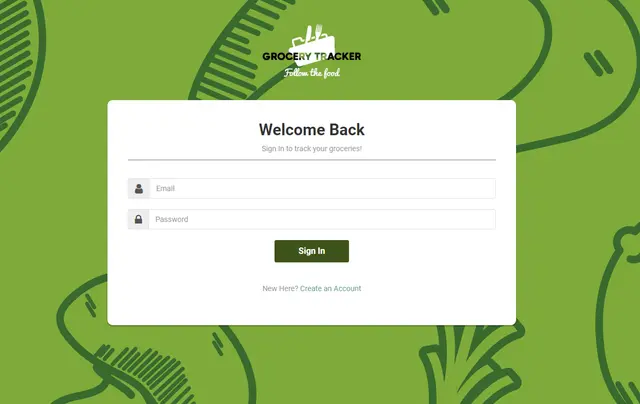 GROCERY TRACKER
Follow the food
Welcome Back
Sign In to track your groceries!
Email
Password
Sign In
New Here? Create an Account